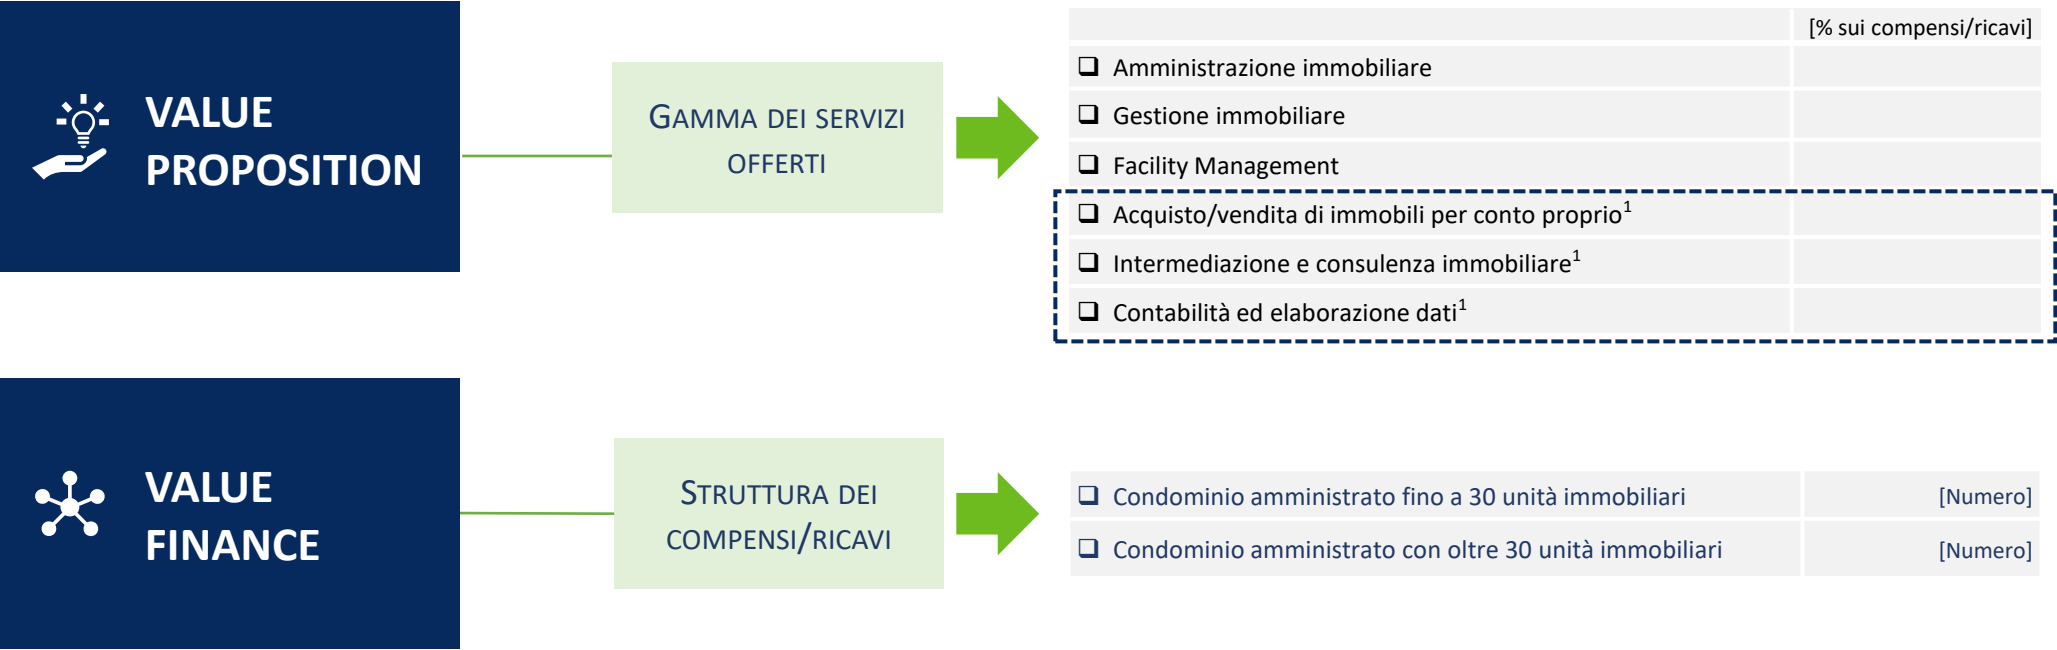 VALUE
PROPOSITION
GAMMA DEI SERVIZI
OFFERTI
[% sui compensi/ricavi]
❑ Amministrazione immobiliare
❑ Gestione immobiliare
❑ Facility Management
❑ Acquisto/vendita di immobili per conto proprio¹
❑ Intermediazione e consulenza immobiliare¹
❑ Contabilità ed elaborazione dati¹
VALUE
FINANCE
STRUTTURA DEI
COMPENSI/RICAVI
❑ Condominio amministrato fino a 30 unità immobiliari [Numero]
❑ Condominio amministrato con oltre 30 unità immobiliari [Numero]